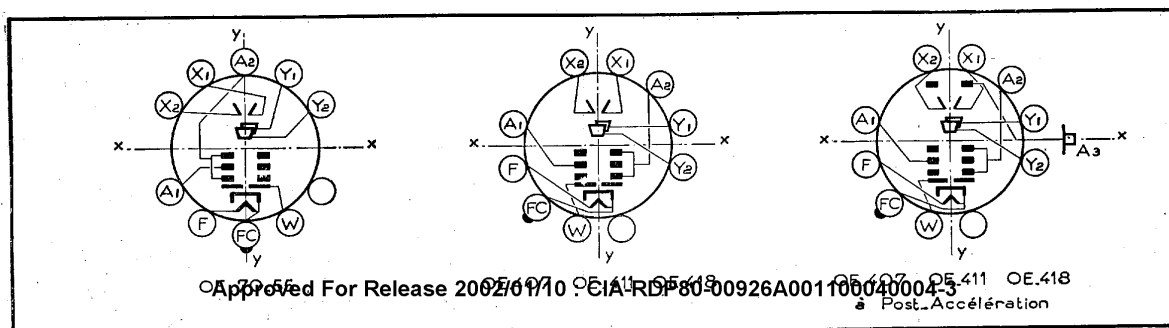 y
X2 X1 A2 Y1 Y2
x x
A1 F FC W
y
y
X2 X1 A2
A1 Y1
x x
F Y2
FC W
y
y
X2 X1 A2
A1 Y1
x x
F Y2 A3
FC W
y
OE.411 OE.418 OE.407 OE.411 OE.418
Approved For Release 2002/01/10 : CIA-RDP80-00926A001100040004-3
à Post_Accélération